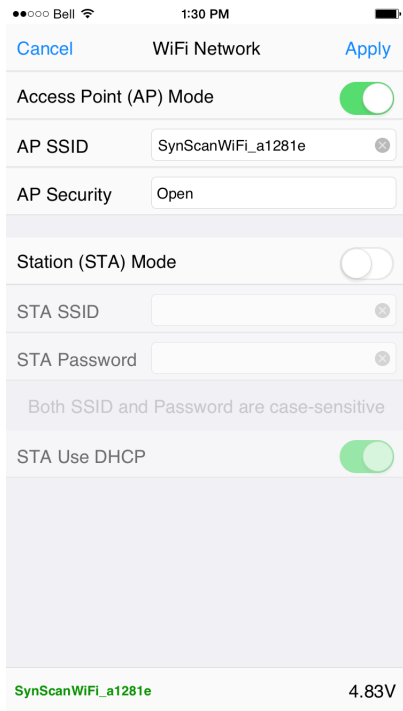 Bell 1:30 PM
Cancel WiFi Network Apply
Access Point (AP) Mode
AP SSID SynScanWiFi_a1281e
AP Security Open
Station (STA) Mode
STA SSID
STA Password
Both SSID and Password are case-sensitive
STA Use DHCP
SynScanWiFi_a1281e 4.83V